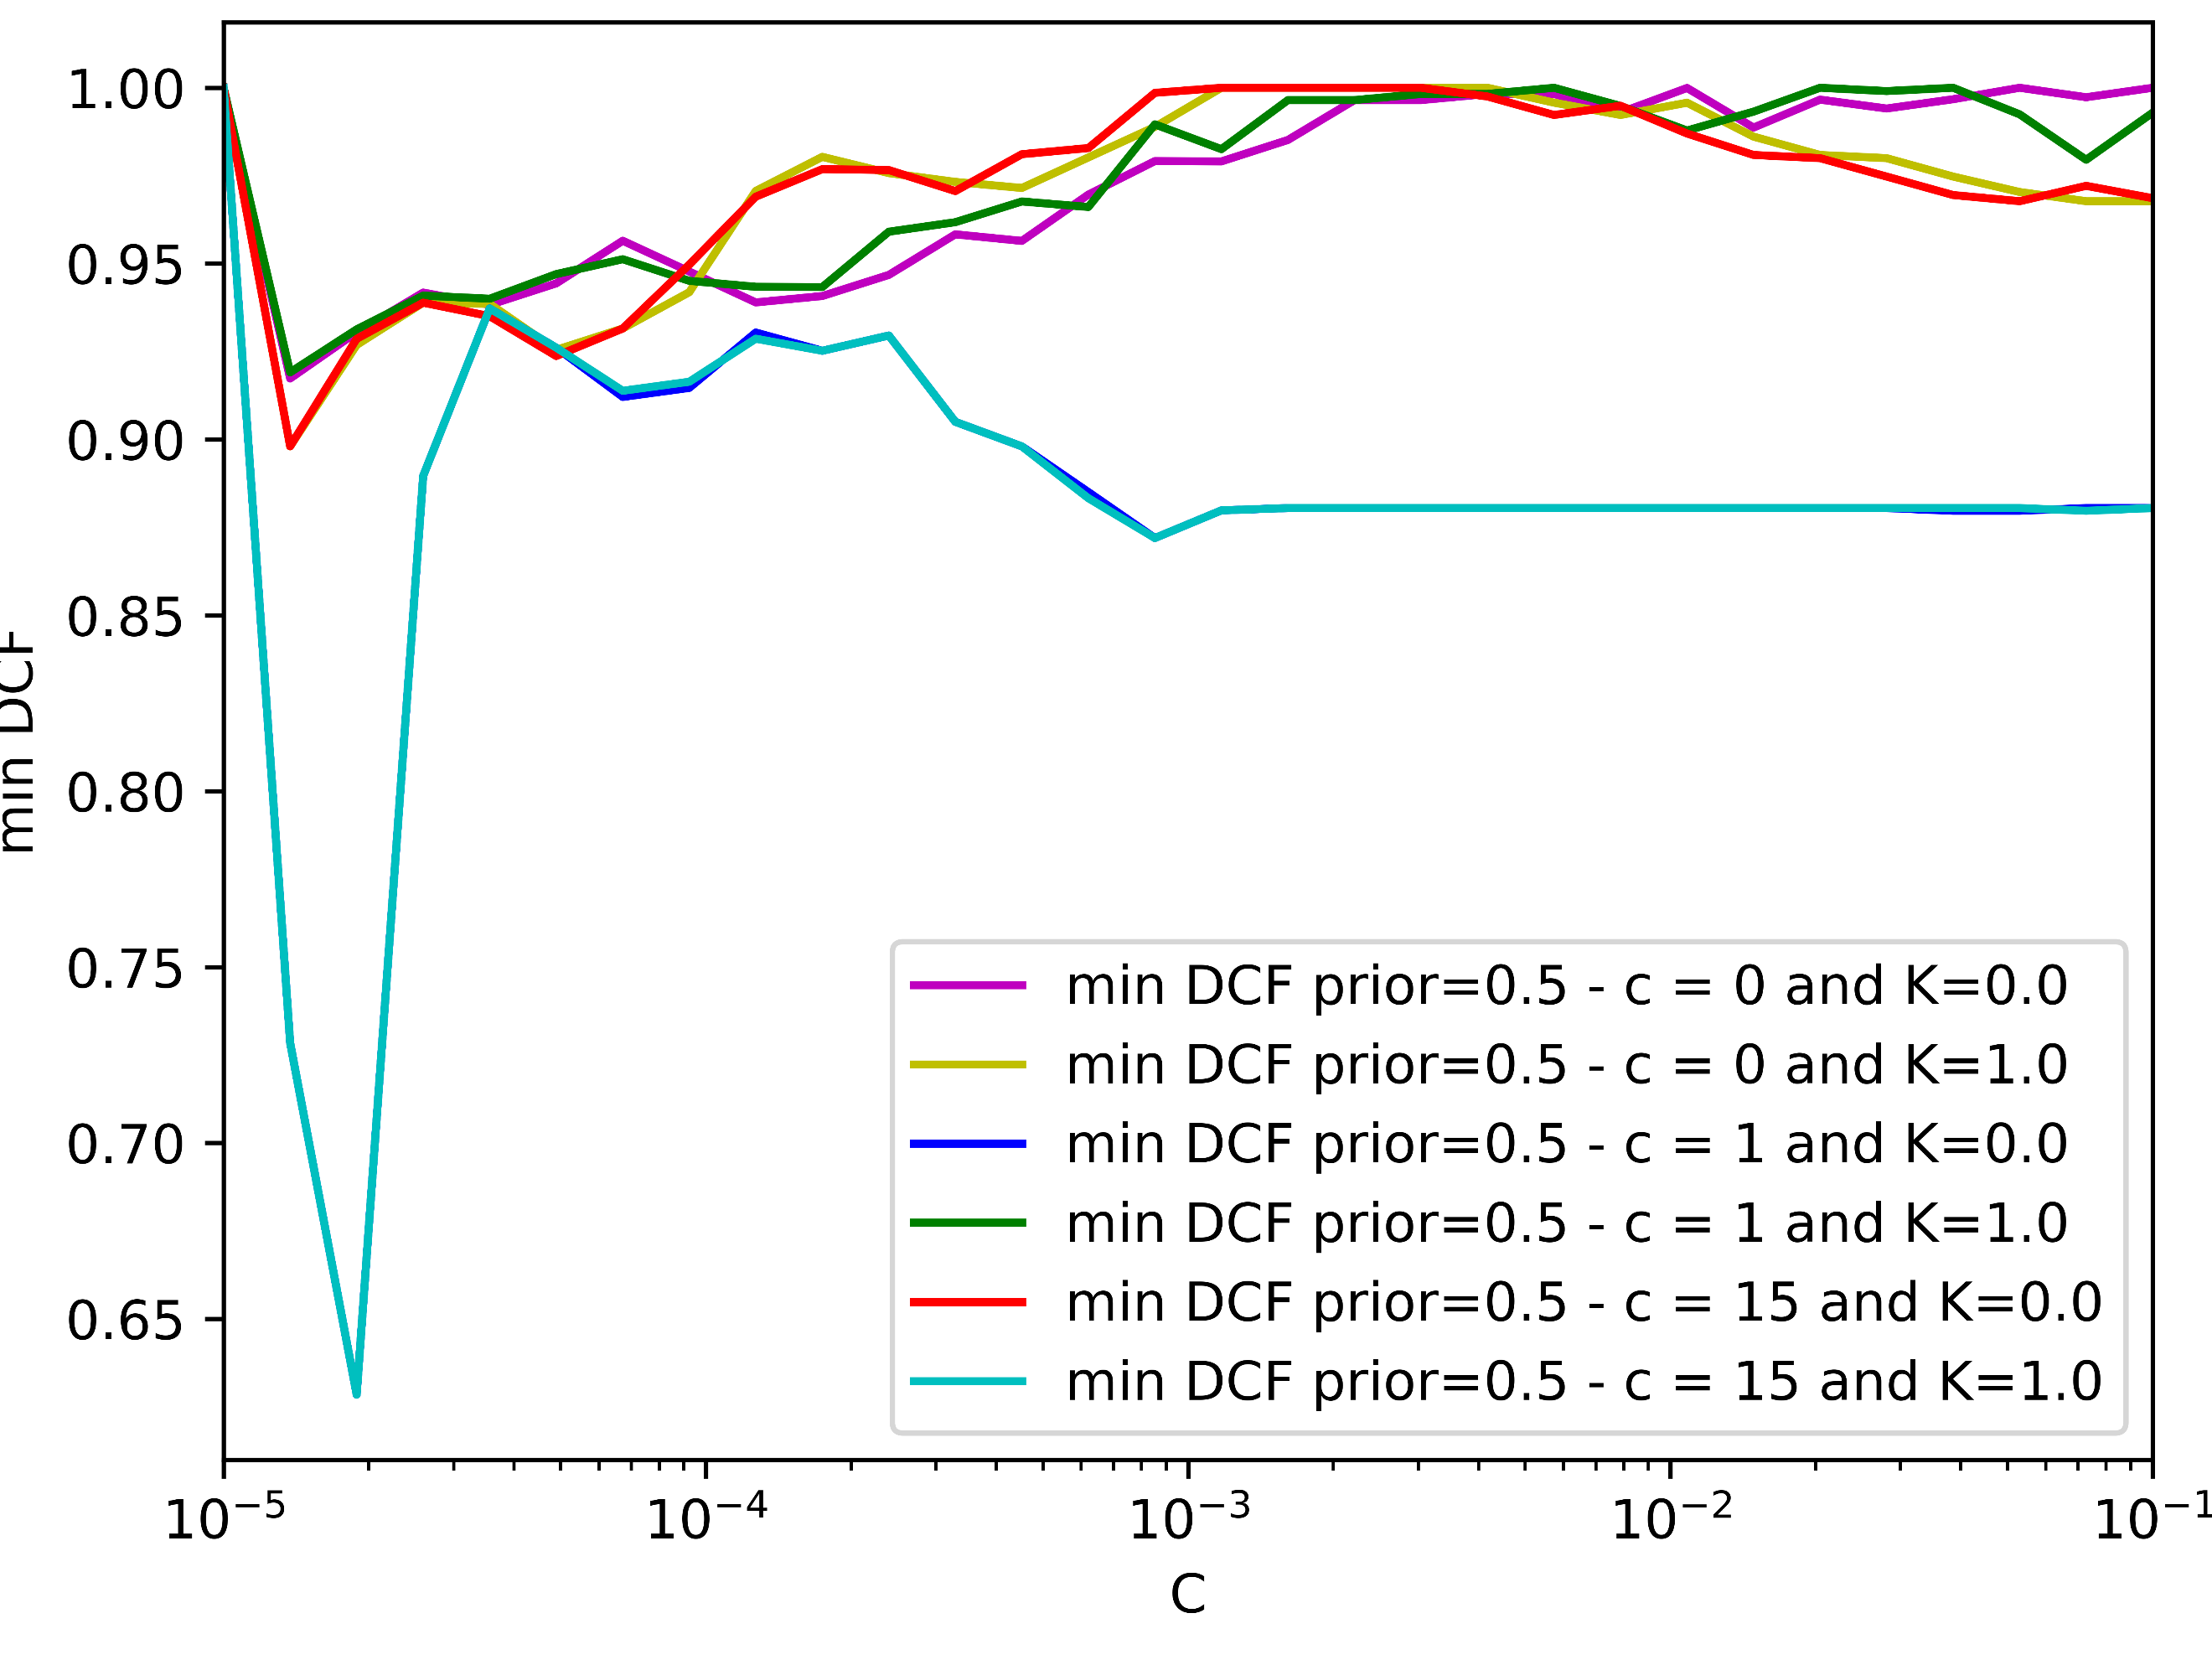 1.00
0.95
0.90
0.85
0.80
0.75
0.70
0.65
min DCF
min DCF prior=0.5 - c = 0 and K=0.0
min DCF prior=0.5 - c = 0 and K=1.0
min DCF prior=0.5 - c = 1 and K=0.0
min DCF prior=0.5 - c = 1 and K=1.0
min DCF prior=0.5 - c = 15 and K=0.0
min DCF prior=0.5 - c = 15 and K=1.0
10⁻⁵ 10⁻⁴ 10⁻³ 10⁻² 10⁻¹
C